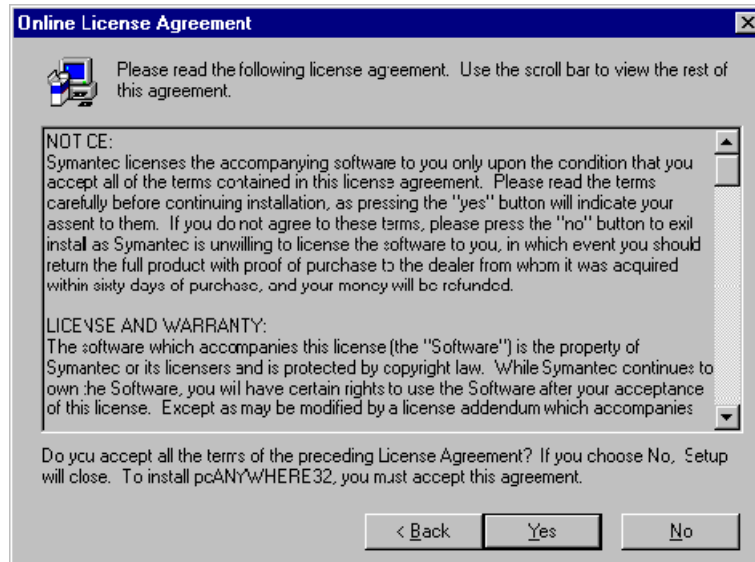 Online License Agreement
Please read the following license agreement. Use the scroll bar to view the rest of
this agreement.
NOTICE:
Symantec licenses the accompanying software to you only upon the condition that you
accept all of the terms contained in this license agreement. Please read the terms
carefully before continuing installation, as pressing the "yes" button will indicate your
assent to them. If you do not agree to these terms, please press the "no" button to exit
install as Symantec is unwilling to license the software to you, in which event you should
return the full product with proof of purchase to the dealer from whom it was acquired
within sixty days of purchase, and your money will be refunded.
LICENSE AND WARRANTY:
The software which accompanies this license (the "Software") is the property of
Symantec or its licensers and is protected by copyright law. While Symantec continues to
own the Software, you will have certain rights to use the Software after your acceptance
of this license. Except as may be modified by a license addendum which accompanies
Do you accept all the terms of the preceding License Agreement? If you choose No, Setup
will close. To install pcANYWHERE32, you must accept this agreement.
< Back Yes No